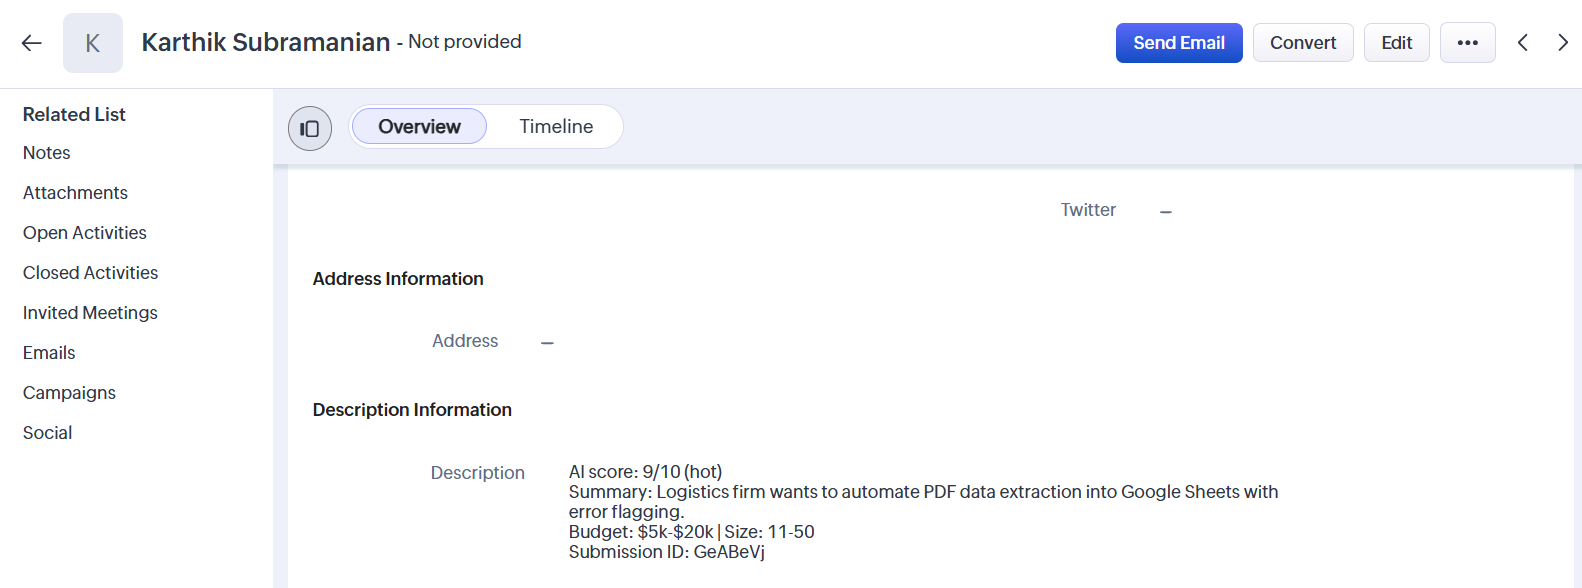 K
Karthik Subramanian - Not provided
Send Email
Convert
Edit
Related List
Notes
Attachments
Open Activities
Closed Activities
Invited Meetings
Emails
Campaigns
Social
Overview
Timeline
Twitter –
Address Information
Address –
Description Information
Description
AI score: 9/10 (hot)
Summary: Logistics firm wants to automate PDF data extraction into Google Sheets with
error flagging.
Budget: $5k-$20k | Size: 11-50
Submission ID: GeABeVj